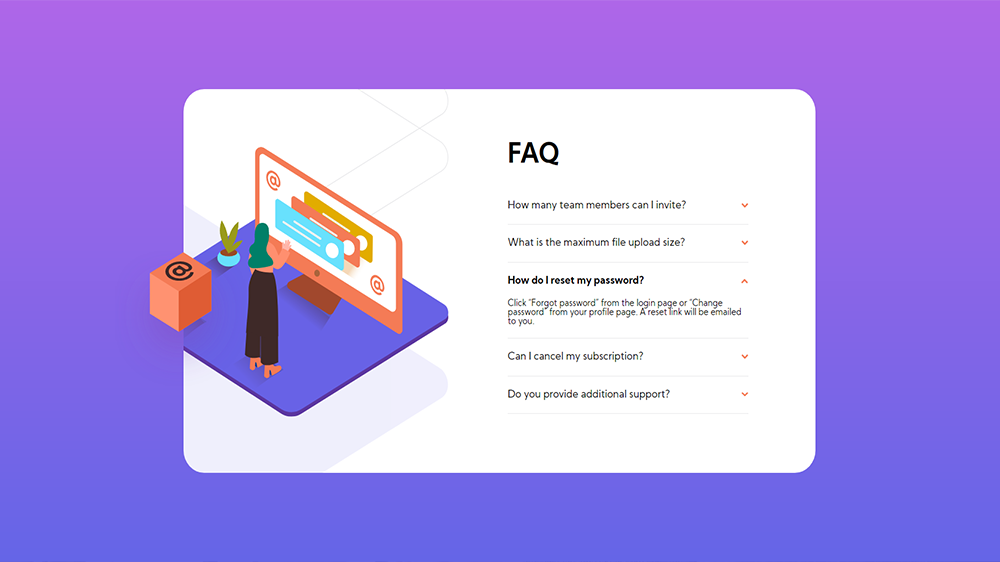 FAQ
How many team members can I invite?
What is the maximum file upload size?
How do I reset my password?
Click “Forgot password” from the login page or “Change
password” from your profile page. A reset link will be emailed
to you.
Can I cancel my subscription?
Do you provide additional support?
@
@
@